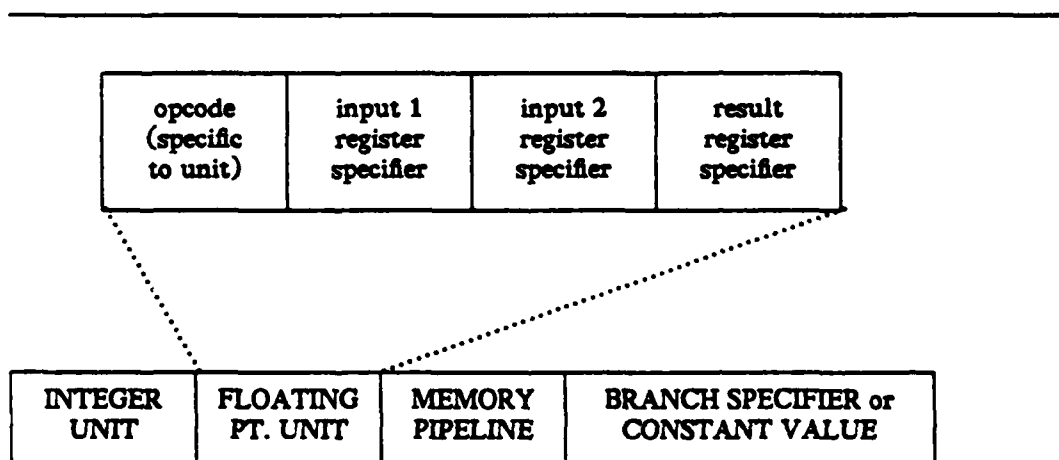 opcode
(specific
to unit)
input 1
register
specifier
input 2
register
specifier
result
register
specifier
INTEGER
UNIT
FLOATING
PT. UNIT
MEMORY
PIPELINE
BRANCH SPECIFIER or
CONSTANT VALUE